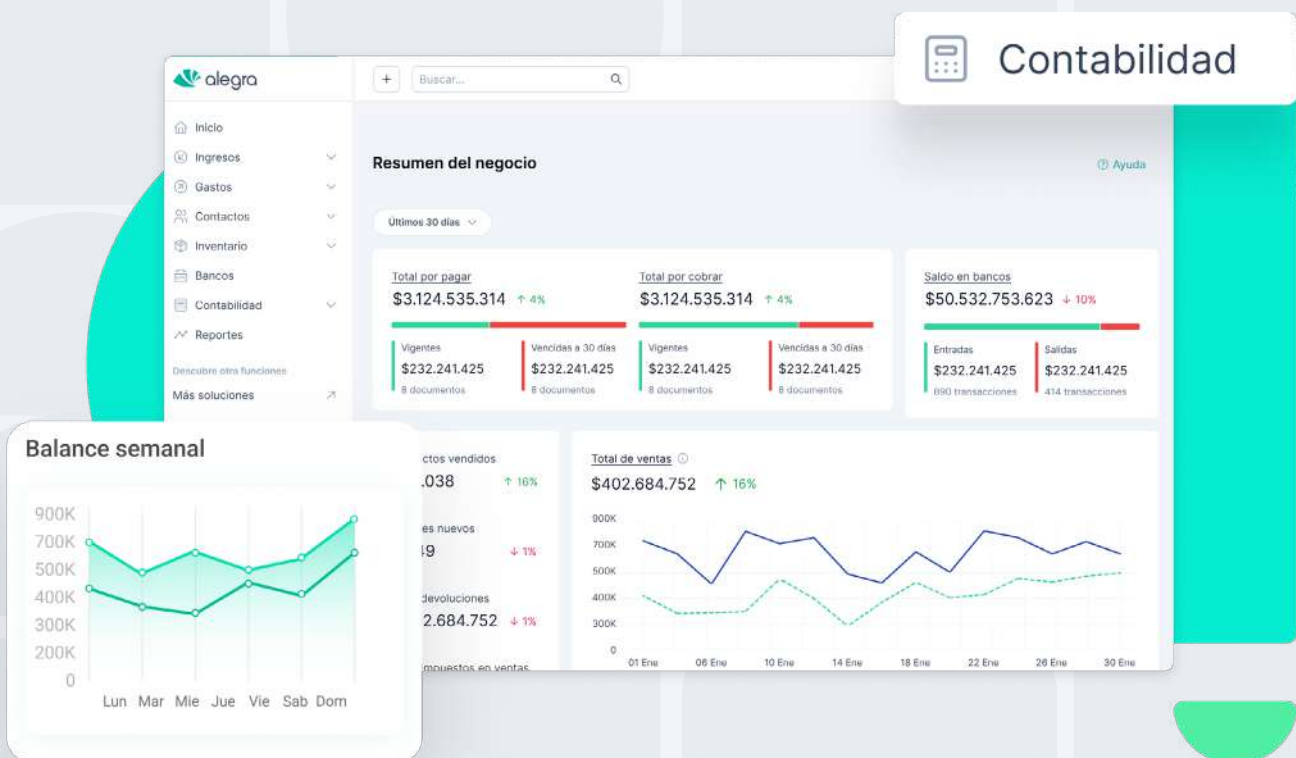 Contabilidad
alegra
+ Buscar...
Inicio
Ingresos
Gastos
Contactos
Inventario
Bancos
Contabilidad
Reportes
Descubre otra funciones
Más soluciones
Resumen del negocio
Ayuda
Últimos 30 días
Total por pagar
$3.124.535.314 ↑ 4%
Vigentes
$232.241.425
8 documentos
Vencidas a 30 días
$232.241.425
8 documentos
Total por cobrar
$3.124.535.314 ↑ 4%
Vigentes
$232.241.425
8 documentos
Vencidas a 30 días
$232.241.425
8 documentos
Saldo en bancos
$50.532.753.623 ↓ 10%
Entradas
$232.241.425
890 transacciones
Salidas
$232.241.425
414 transacciones
Balance semanal
900K
700K
500K
400K
300K
200K
0
Lun Mar Mie Jue Vie Sab Dom
ctos vendidos
.038 ↑ 16%
es nuevos
↓ 1%
devoluciones
2.684.752 ↓ 1%
impuestos en ventas
Total de ventas
$402.684.752 ↑ 16%
900K
700K
500K
400K
300K
0
01 Ene 06 Ene 10 Ene 14 Ene 18 Ene 22 Ene 26 Ene 30 Ene